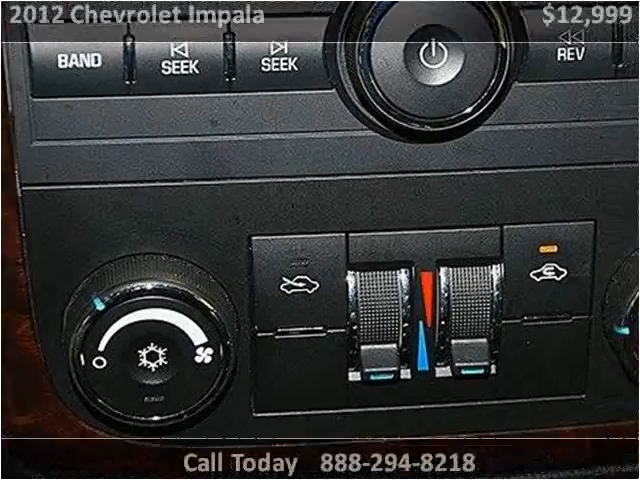 2012 Chevrolet Impala $12,999
BAND SEEK SEEK REV
Call Today 888-294-8218